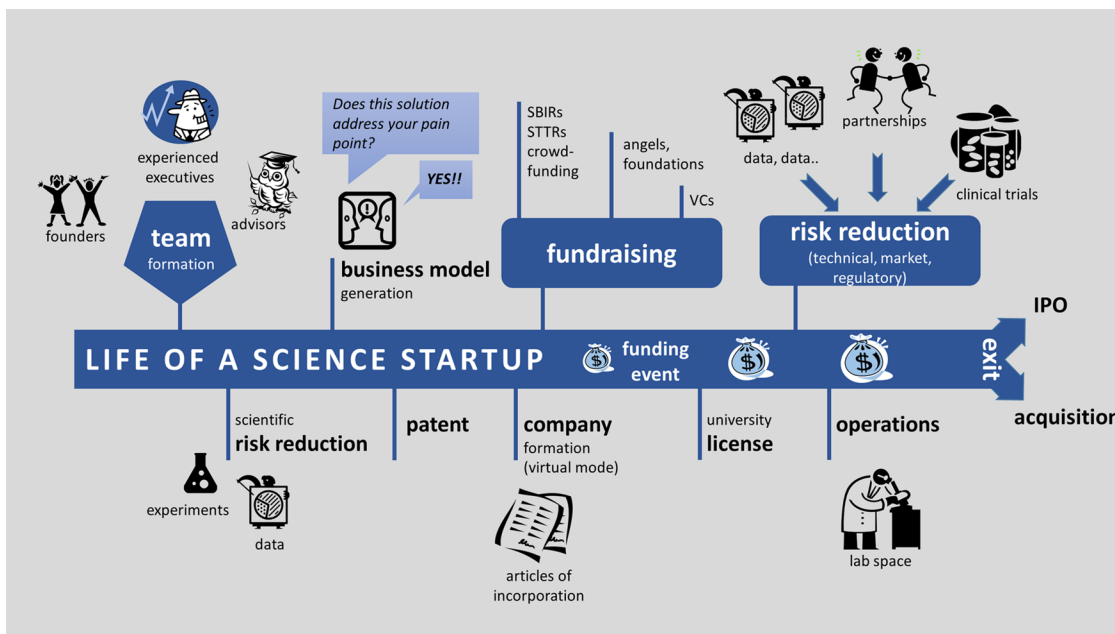 experienced
executives
founders
advisors
team
formation
Does this solution
address your pain
point?
YES!!
business model
generation
SBIRs
STTRs
crowd-
funding
angels,
foundations
VCs
fundraising
data, data..
partnerships
clinical trials
risk reduction
(technical, market,
regulatory)
LIFE OF A SCIENCE STARTUP
$
funding
event
$
$
exit
IPO
acquisition
scientific
risk reduction
experiments
data
patent
company
formation
(virtual mode)
articles of
incorporation
university
license
operations
lab space